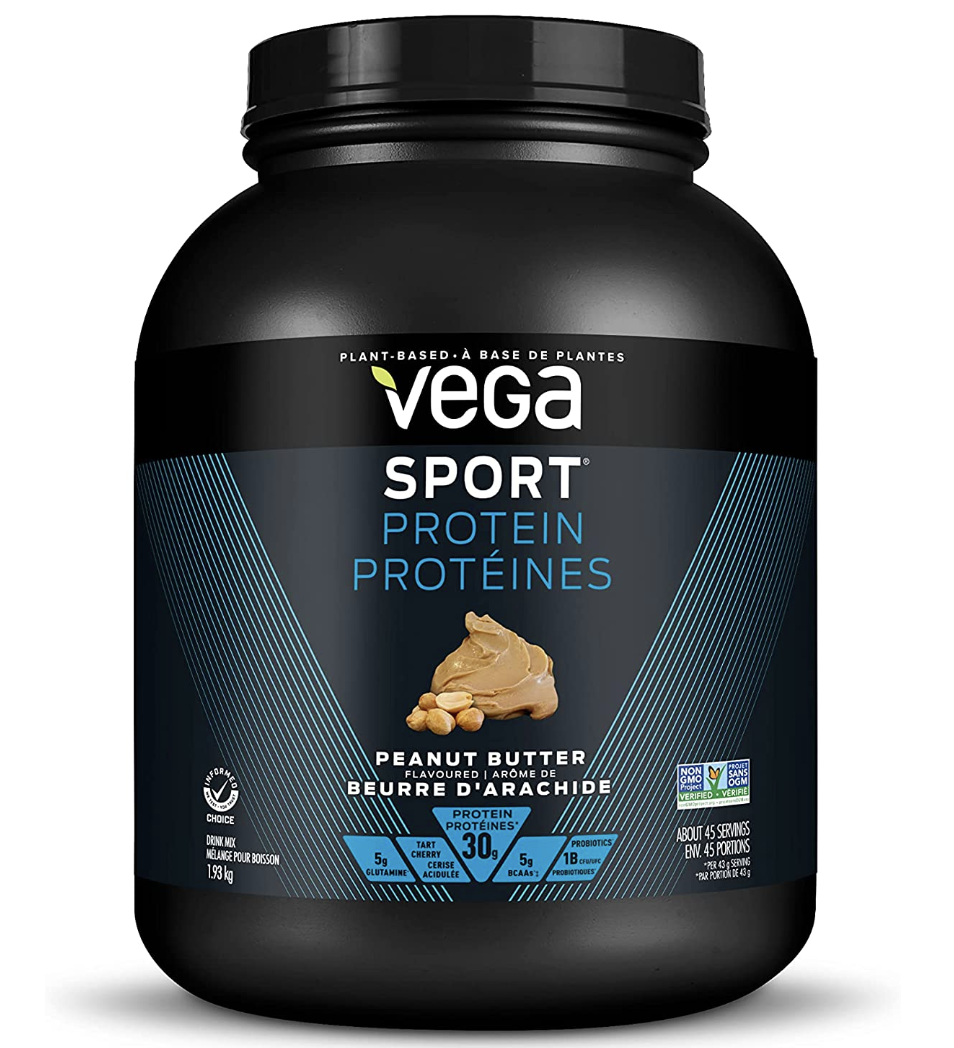 PLANT-BASED • À BASE DE PLANTES
vega
SPORT®
PROTEIN
PROTÉINES
PEANUT BUTTER
FLAVOURED | ARÔME DE
BEURRE D'ARACHIDE
INFORMED
CHOICE
DRINK MIX
MÉLANGE POUR BOISSON
1.93 kg
5g
GLUTAMINE
TART
CHERRY
CERISE
ACIDULÉE
PROTEIN
PROTÉINES*
30g
5g
BCAAs
PROBIOTICS
1B CFU/UFC
PROBIOTIQUES
NON
GMO
Project
PROJET
SANS
OGM
VERIFIED • VÉRIFIÉ
ABOUT 45 SERVINGS
ENV. 45 PORTIONS
*PER 43 g SERVING
*PAR PORTION DE 43 g